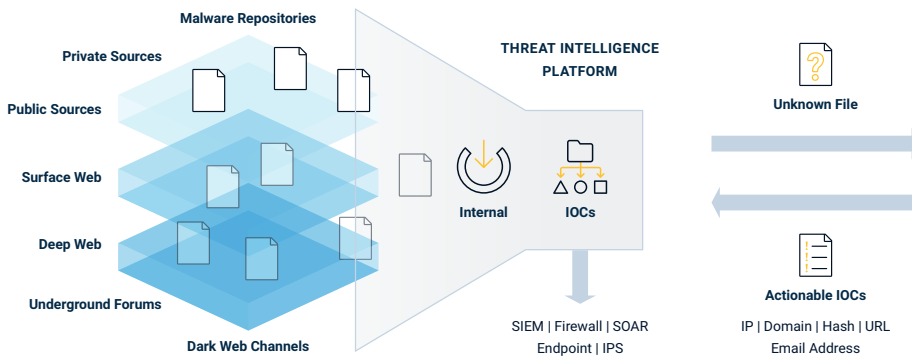 Malware Repositories
Private Sources
Public Sources
Surface Web
Deep Web
Underground Forums
Dark Web Channels
THREAT INTELLIGENCE
PLATFORM
Internal
IOCs
SIEM | Firewall | SOAR
Endpoint | IPS
Unknown File
Actionable IOCs
IP | Domain | Hash | URL
Email Address